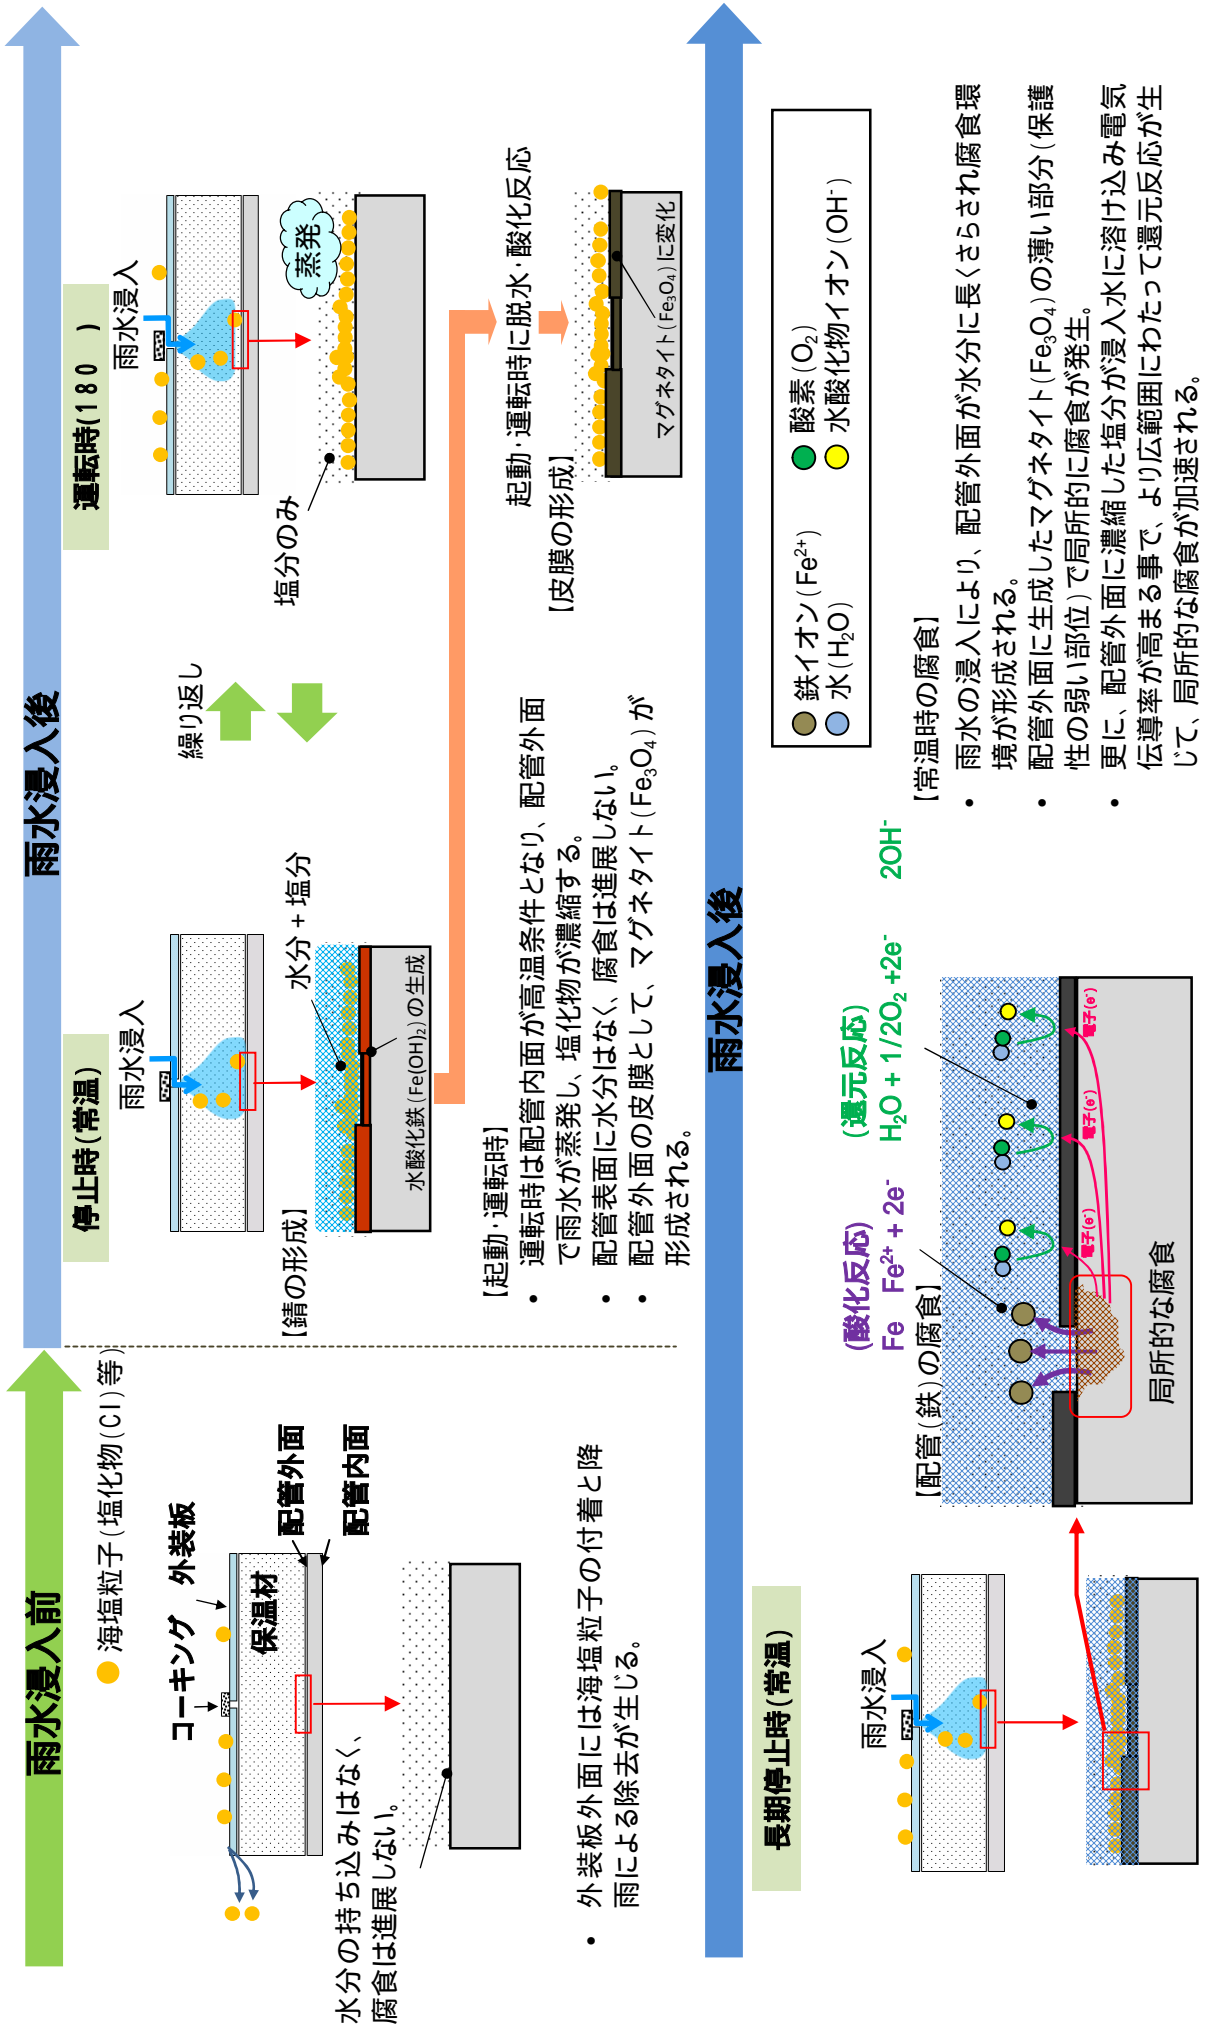 雨水浸入前
雨水浸入後
海塩粒子(塩化物(Cl)等)
コーキング
外装板
保温材
配管外面
配管内面
水分の持ち込みはなく、
腐食は進展しない。
・ 外装板外面には海塩粒子の付着と降
雨による除去が生じる。
停止時(常温)
雨水浸入
水分+塩分
水酸化鉄(Fe(OH)₂)の生成
【錆の形成】
繰り返し
運転時(180 )
雨水浸入
蒸発
塩分のみ
起動・運転時に脱水・酸化反応
【皮膜の形成】
マグネタイト(Fe₃O₄)に変化
【起動・運転時】
・ 運転時は配管内面が高温条件となり、配管外面
で雨水が蒸発し、塩化物が濃縮する。
・ 配管表面に水分はなく、腐食は進展しない。
・ 配管外面の皮膜として、マグネタイト(Fe₃O₄)が
形成される。
雨水浸入後
長期停止時(常温)
雨水浸入
(酸化反応)
Fe Fe²⁺ + 2e⁻
(還元反応)
H₂O + 1/2O₂ +2e⁻ 2OH⁻
【配管(鉄)の腐食】
電子(e⁻)
電子(e⁻)
電子(e⁻)
局所的な腐食
鉄イオン(Fe²⁺)
酸素(O₂)
水(H₂O)
水酸化物イオン(OH⁻)
【常温時の腐食】
・ 雨水の浸入により、配管外面が水分に長くさらされ腐食環
境が形成される。
・ 配管外面に生成したマグネタイト(Fe₃O₄)の薄い部分(保護
性の弱い部位)で局所的に腐食が発生。
・ 更に、配管外面に濃縮した塩分が浸入水に溶け込み電気
伝導率が高まる事で、より広範囲にわたって還元反応が生
じて、局所的な腐食が加速される。